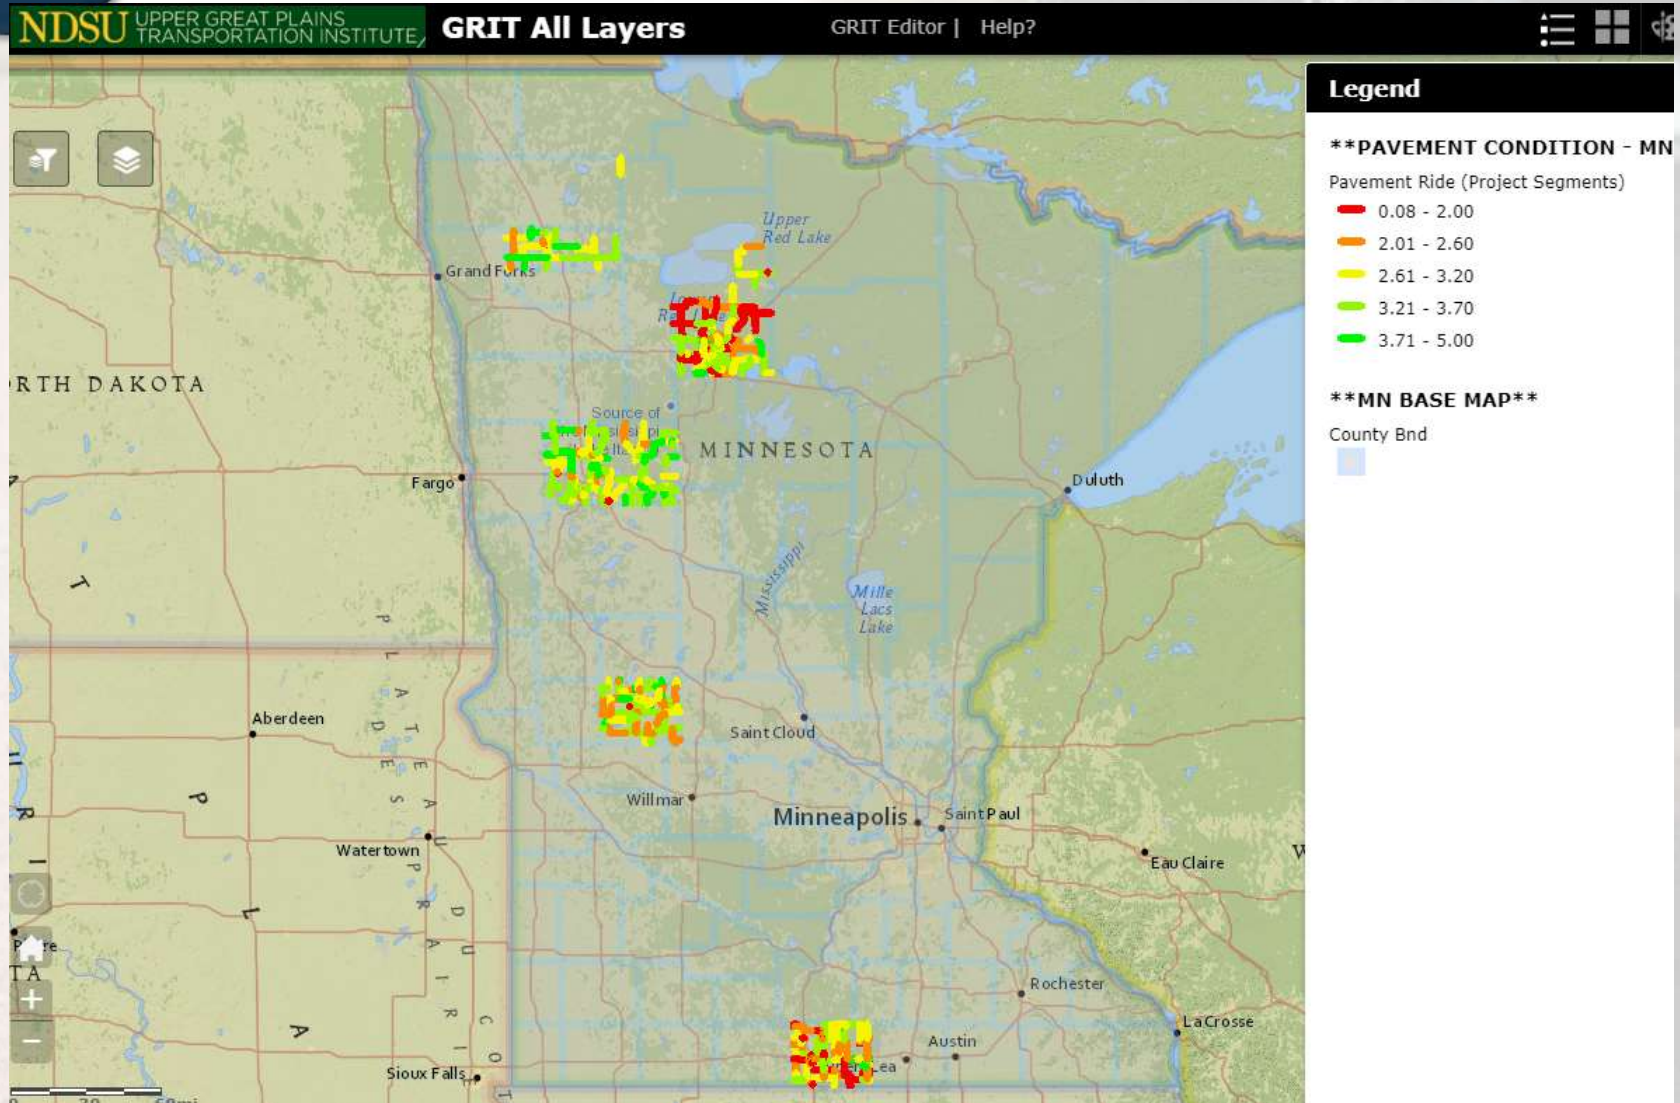 NDSU UPPER GREAT PLAINS
TRANSPORTATION INSTITUTE
GRIT All Layers
GRIT Editor |
Help?
Legend
**PAVEMENT CONDITION - MN
Pavement Ride (Project Segments)
0.08 - 2.00
2.01 - 2.60
2.61 - 3.20
3.21 - 3.70
3.71 - 5.00
**MN BASE MAP**
County Bnd
Upper
Red Lake
Grand Forks
RTH DAKOTA
Source of
MINNESOTA
Fargo
Duluth
Mississippi
Mille
Lacs
Lake
Aberdeen
Saint Cloud
Willmar
Minneapolis
Saint Paul
Watertown
Eau Claire
Rochester
La Crosse
Austin
Sioux Falls
TA